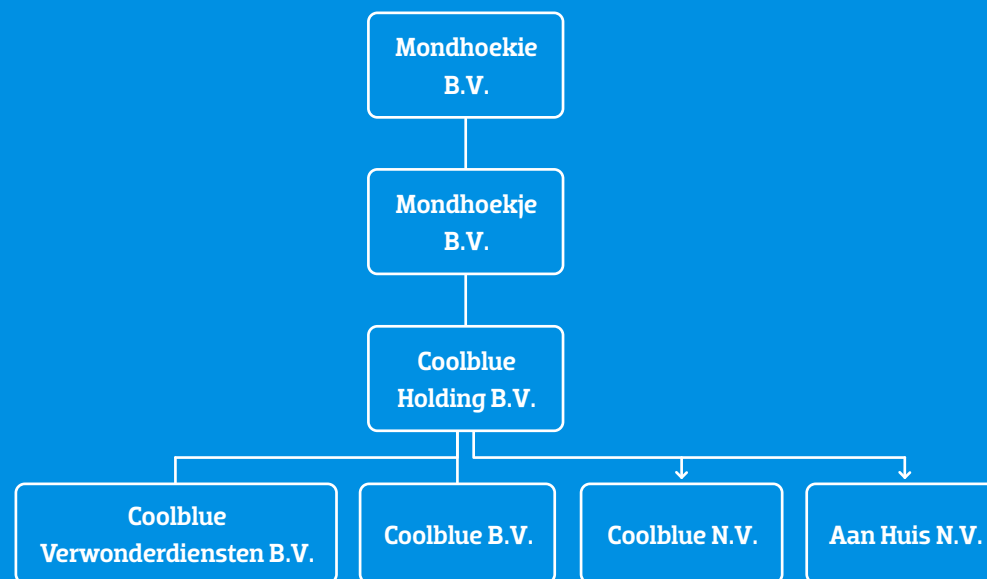 Mondhoekie
B.V.
Mondhoekje
B.V.
Coolblue
Holding B.V.
Coolblue
Verwonderdiensten B.V.
Coolblue B.V.
Coolblue N.V.
Aan Huis N.V.